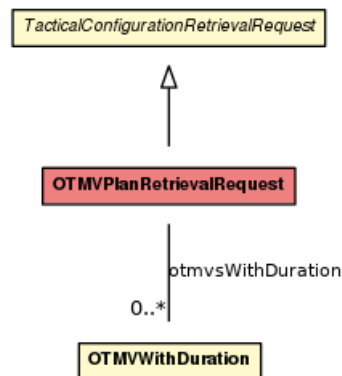 TacticalConfigurationRetrievalRequest
OTMVPlanRetrievalRequest
otmvsWithDuration
0..*
OTMVWithDuration